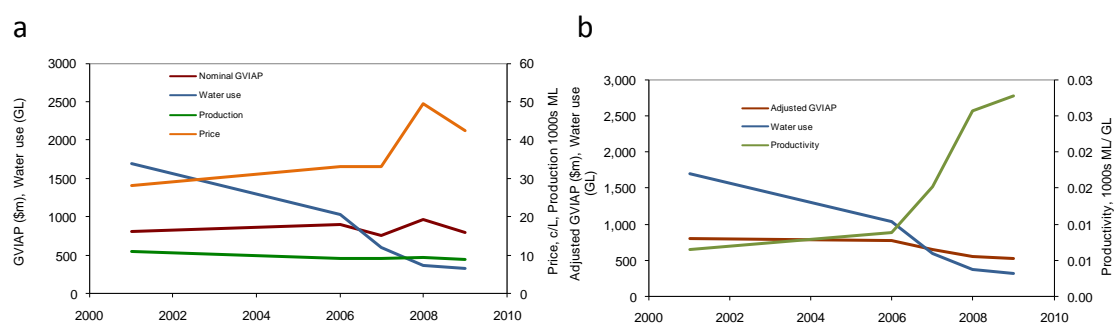 a
GVIAP ($m), Water use (GL)
3000
2500
2000
1500
1000
500
0
Nominal GVIAP
Water use
Production
Price
60
50
40
30
20
10
0
Price, c/L, Production 1000s ML
2000
2002
2004
2006
2008
2010
b
Adjusted GVIAP ($m), Water use
(GL)
3,000
2,500
2,000
1,500
1,000
500
0
Adjusted GVIAP
Water use
Productivity
0.03
0.03
0.02
0.02
0.01
0.01
0.00
Productivity, 1000s ML/ GL
2000
2002
2004
2006
2008
2010